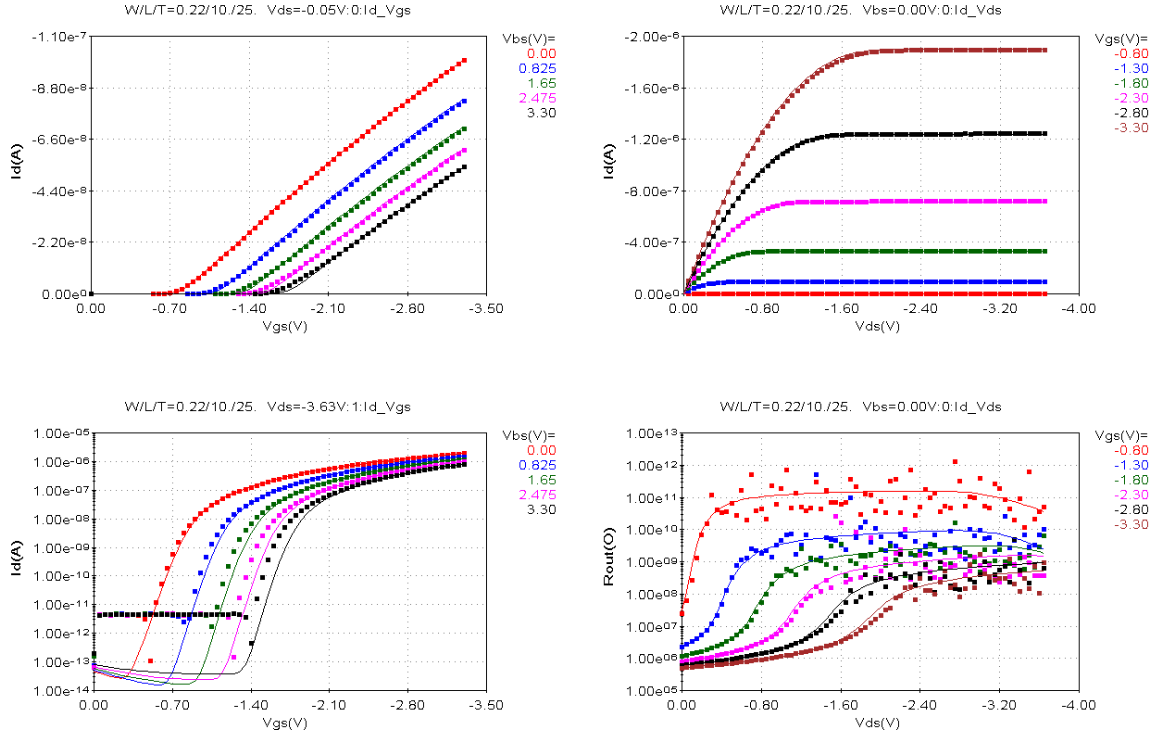 W/L/T=0.22/10./25. Vds=-0.05V:0:Id_Vgs
-1.10e-7
-8.80e-8
-6.60e-8
-4.40e-8
-2.20e-8
0.00e0
Id(A)
0.00 -0.70 -1.40 -2.10 -2.80 -3.50
Vgs(V)
Vbs(V)=
0.00
0.825
1.65
2.475
3.30
W/L/T=0.22/10./25. Vbs=0.00V:0:Id_Vds
-2.00e-6
-1.60e-6
-1.20e-6
-8.00e-7
-4.00e-7
0.00e0
Id(A)
0.00 -0.80 -1.60 -2.40 -3.20 -4.00
Vds(V)
Vgs(V)=
-0.80
-1.30
-1.80
-2.30
-2.80
-3.30
W/L/T=0.22/10./25. Vds=-3.63V:1:Id_Vgs
1.00e-05
1.00e-06
1.00e-07
1.00e-08
1.00e-09
1.00e-10
1.00e-11
1.00e-12
1.00e-13
1.00e-14
Id(A)
0.00 -0.70 -1.40 -2.10 -2.80 -3.50
Vgs(V)
Vbs(V)=
0.00
0.825
1.65
2.475
3.30
W/L/T=0.22/10./25. Vbs=0.00V:0:Id_Vds
1.00e13
1.00e12
1.00e11
1.00e10
1.00e09
1.00e08
1.00e07
1.00e06
1.00e05
Rout(O)
0.00 -0.80 -1.60 -2.40 -3.20 -4.00
Vds(V)
Vgs(V)=
-0.80
-1.30
-1.80
-2.30
-2.80
-3.30